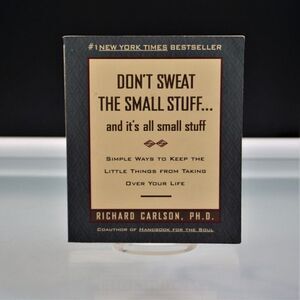 #1 NEW YORK TIMES BESTSELLER
DON'T SWEAT
THE SMALL STUFF...
and it's all small stuff
SIMPLE WAYS TO KEEP THE
LITTLE THINGS FROM TAKING
OVER YOUR LIFE
RICHARD CARLSON, PH.D.
COAUTHOR OF HANDBOOK FOR THE SOUL